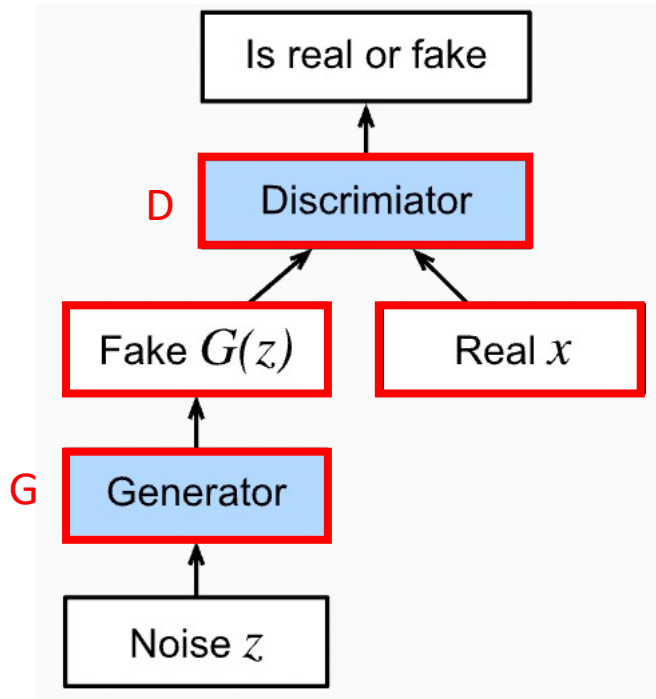 Is real or fake
D
Discrimiator
Fake G(z)
Real x
G
Generator
Noise z